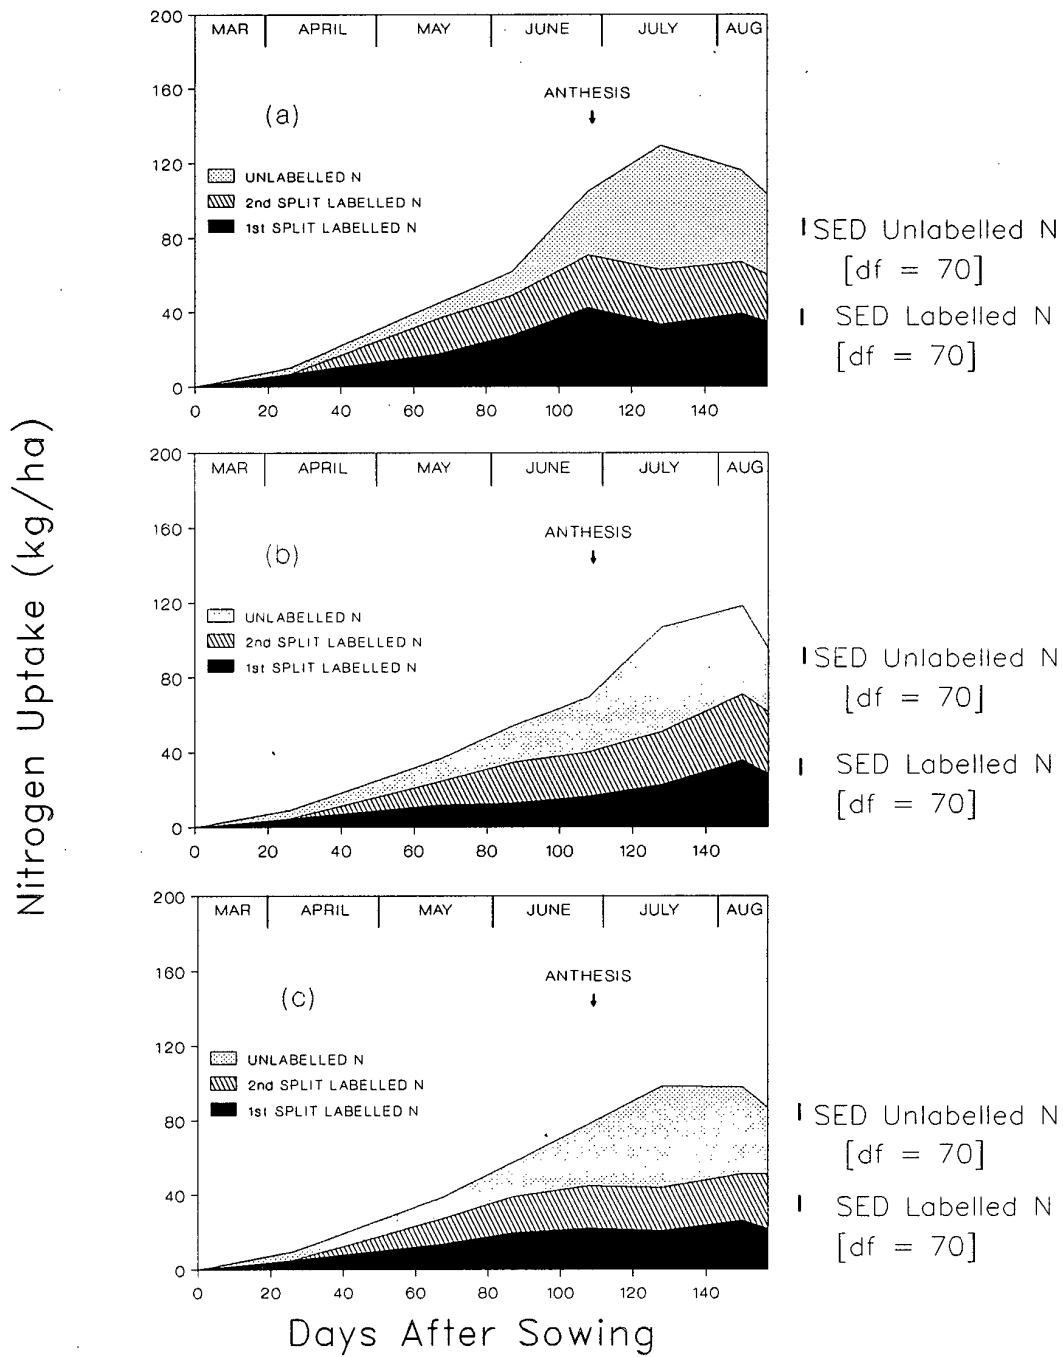 Nitrogen Uptake (kg/ha)
200
MAR APRIL MAY JUNE JULY AUG
160
ANTHESIS
(a)
120
UNLABELLED N
2nd SPLIT LABELLED N
1st SPLIT LABELLED N
80
40
0
0 20 40 60 80 100 120 140
SED Unlabelled N
[df = 70]
SED Labelled N
[df = 70]
200
MAR APRIL MAY JUNE JULY AUG
160
ANTHESIS
(b)
120
UNLABELLED N
2nd SPLIT LABELLED N
1st SPLIT LABELLED N
80
40
0
0 20 40 60 80 100 120 140
SED Unlabelled N
[df = 70]
SED Labelled N
[df = 70]
200
MAR APRIL MAY JUNE JULY AUG
160
ANTHESIS
(c)
120
UNLABELLED N
2nd SPLIT LABELLED N
1st SPLIT LABELLED N
80
40
0
0 20 40 60 80 100 120 140
SED Unlabelled N
[df = 70]
SED Labelled N
[df = 70]
Days After Sowing